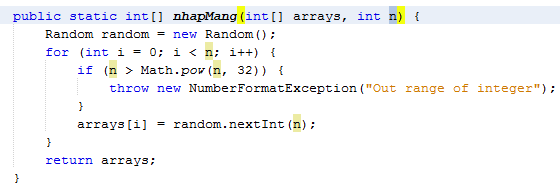 public static int[] nhapMang(int[] arrays, int n) {
    Random random = new Random();
    for (int i = 0; i < n; i++) {
        if (n > Math.pow(n, 32)) {
            throw new NumberFormatException("Out range of integer");
        }
        arrays[i] = random.nextInt(n);
    }
    return arrays;
}